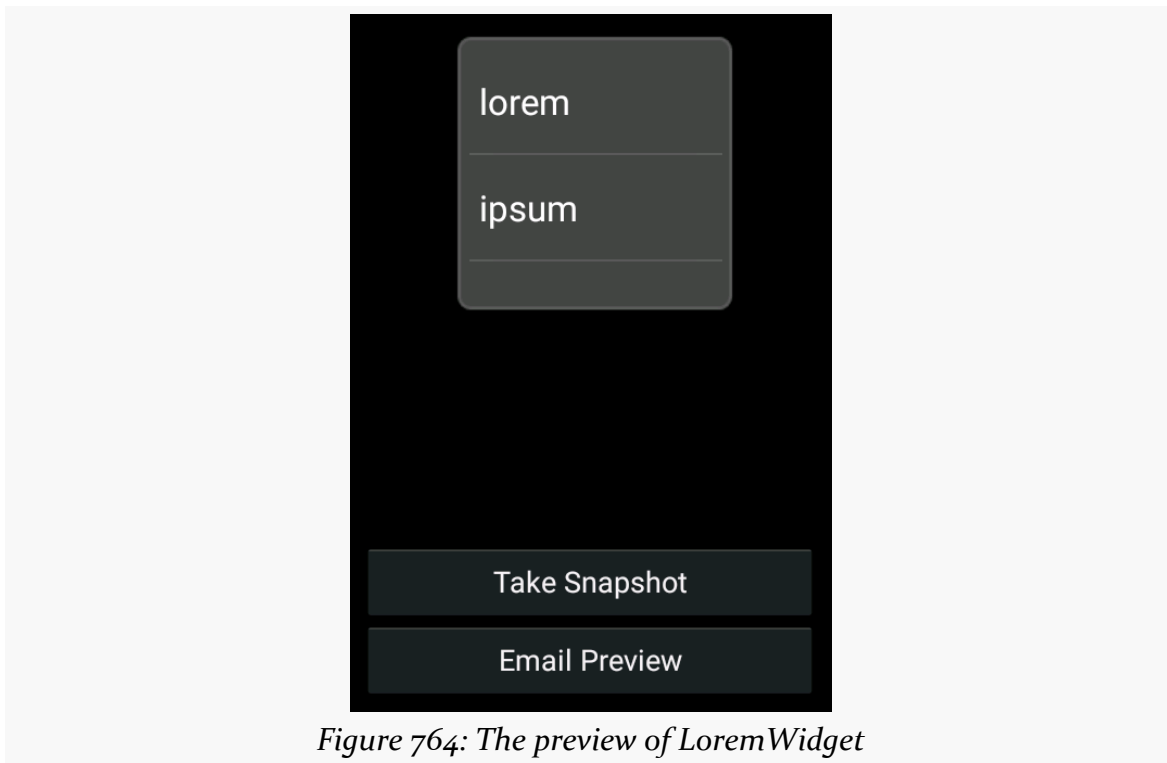 lorem
ipsum
Take Snapshot
Email Preview
Figure 764: The preview of LoremWidget